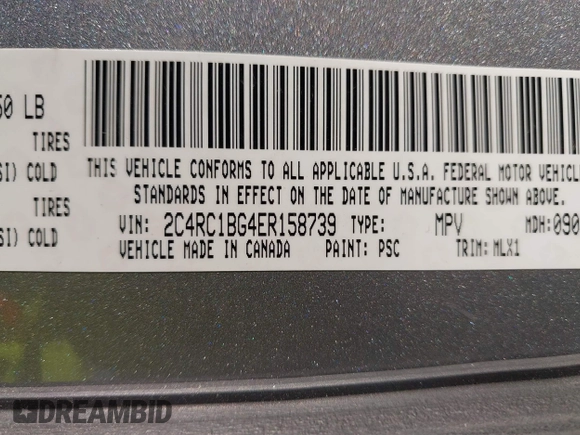 50 LB
TIRES
SI) COLD
TIRES
SI) COLD
SI) COLD
THIS VEHICLE CONFORMS TO ALL APPLICABLE U.S.A. FEDERAL MOTOR VEHICL
STANDARDS IN EFFECT ON THE DATE OF MANUFACTURE SHOWN ABOVE.
VIN: 2C4RC1BG4ER158739 TYPE: MPV MDH: 090
VEHICLE MADE IN CANADA PAINT: PSC TRIM: MLX1
DREAMBID